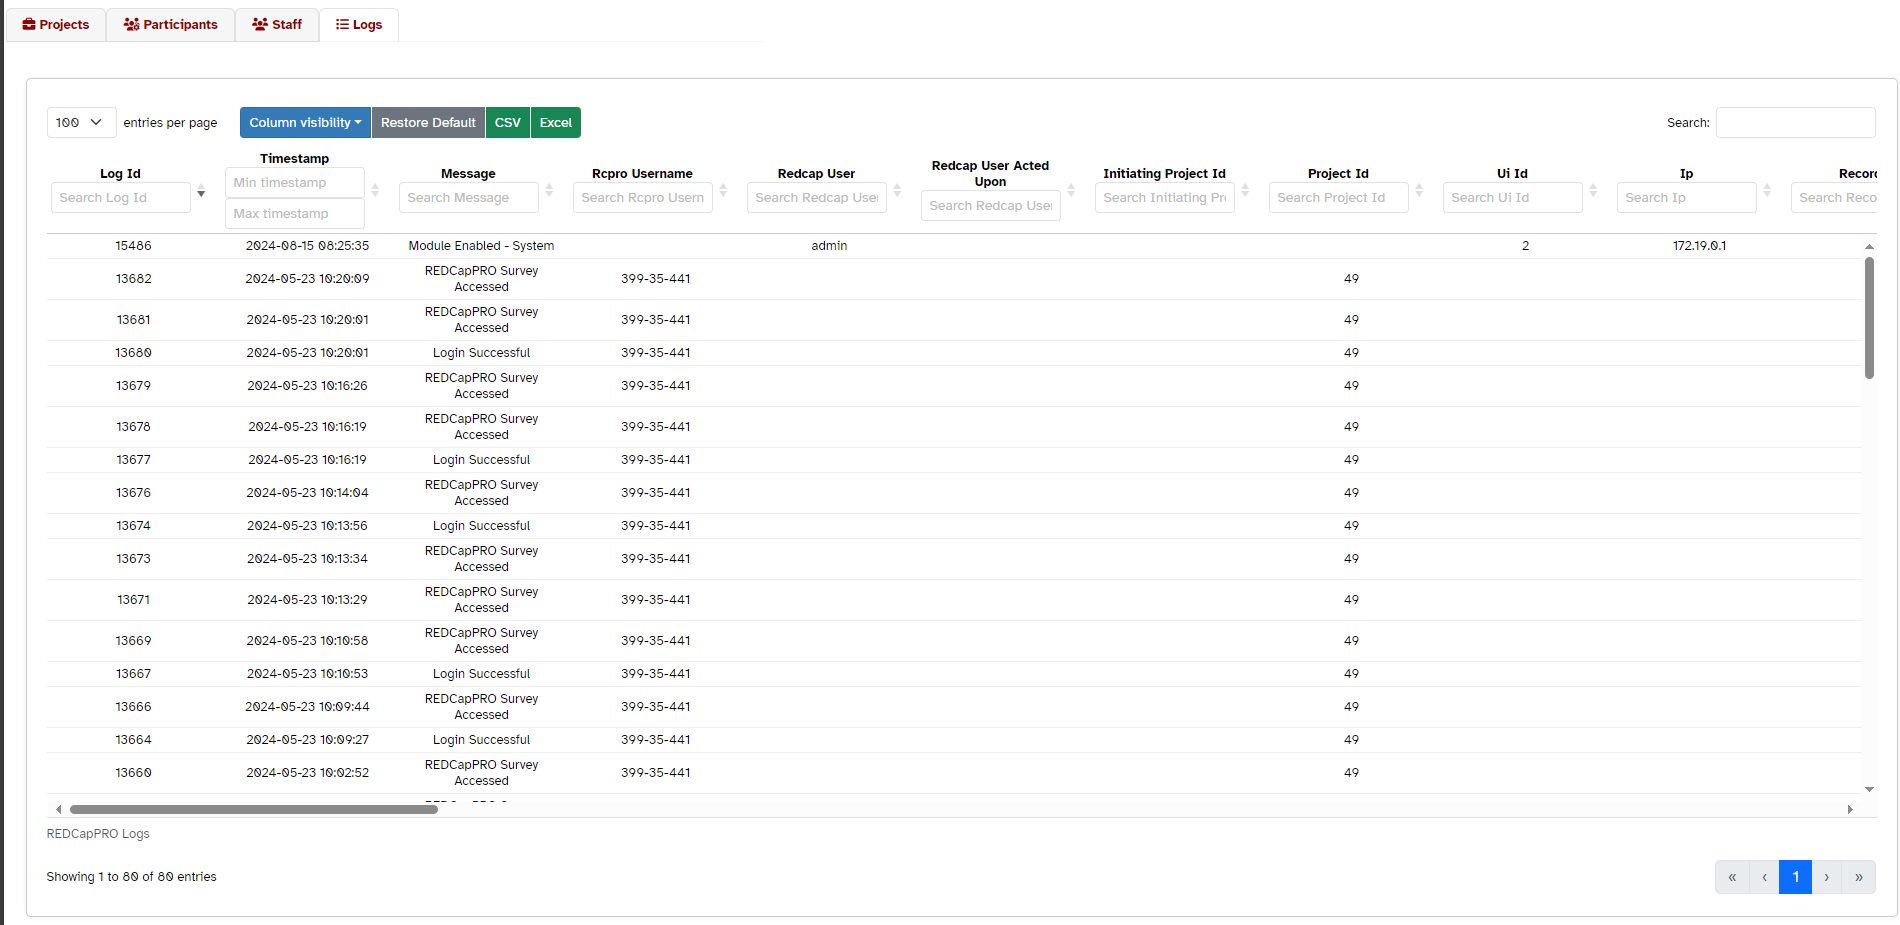 Projects Participants Staff Logs
100 entries per page Column visibility Restore Default CSV Excel Search:
Log Id Timestamp Message Rcpro Username Redcap User Redcap User Acted Upon Initiating Project Id Project Id Ui Id Ip Record
Search Log Id Min timestamp Search Message Search Rcpro Usern Search Redcap User Search Redcap User Search Initiating Pr Search Project Id Search Ui Id Search Ip Search Reco
Max timestamp
15486 2024-08-15 08:25:35 Module Enabled - System admin 2 172.19.0.1
13682 2024-05-23 10:20:09 REDCapPRO Survey Accessed 399-35-441 49
13681 2024-05-23 10:20:01 REDCapPRO Survey Accessed 399-35-441 49
13680 2024-05-23 10:20:01 Login Successful 399-35-441 49
13679 2024-05-23 10:16:26 REDCapPRO Survey Accessed 399-35-441 49
13678 2024-05-23 10:16:19 REDCapPRO Survey Accessed 399-35-441 49
13677 2024-05-23 10:16:19 Login Successful 399-35-441 49
13676 2024-05-23 10:14:04 REDCapPRO Survey Accessed 399-35-441 49
13674 2024-05-23 10:13:56 Login Successful 399-35-441 49
13673 2024-05-23 10:13:34 REDCapPRO Survey Accessed 399-35-441 49
13671 2024-05-23 10:13:29 REDCapPRO Survey Accessed 399-35-441 49
13669 2024-05-23 10:10:58 REDCapPRO Survey Accessed 399-35-441 49
13667 2024-05-23 10:10:53 Login Successful 399-35-441 49
13666 2024-05-23 10:09:44 REDCapPRO Survey Accessed 399-35-441 49
13664 2024-05-23 10:09:27 Login Successful 399-35-441 49
13660 2024-05-23 10:02:52 REDCapPRO Survey Accessed 399-35-441 49
REDCapPRO Logs
Showing 1 to 80 of 80 entries « ‹ 1 › »